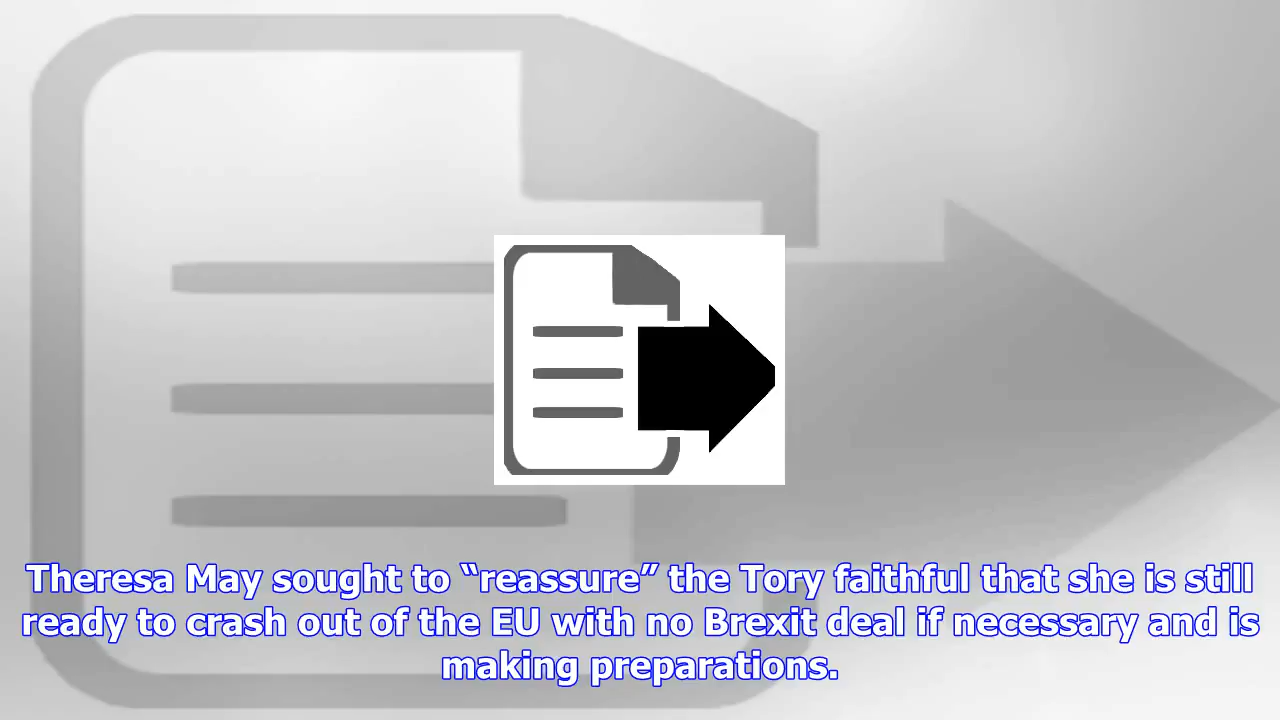 Theresa May sought to “reassure” the Tory faithful that she is still
ready to crash out of the EU with no Brexit deal if necessary and is
making preparations.